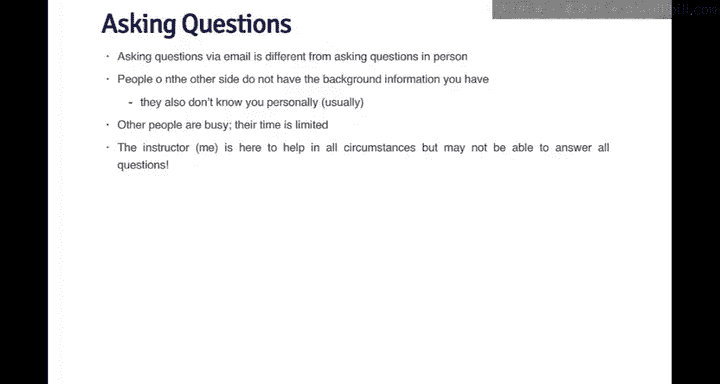 Asking Questions
· Asking questions via email is different from asking questions in person
· People o nthe other side do not have the background information you have
- they also don't know you personally (usually)
· Other people are busy; their time is limited
· The instructor (me) is here to help in all circumstances but may not be able to answer all
questions!